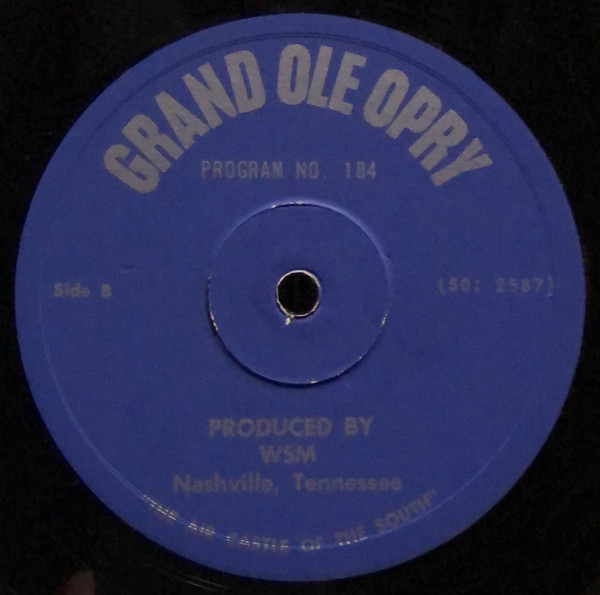 GRAND OLE OPRY
PROGRAM NO. 184
Side B
(SG: 2587)
PRODUCED BY
WSM
Nashville, Tennessee
"THE AIR CASTLE OF THE SOUTH"